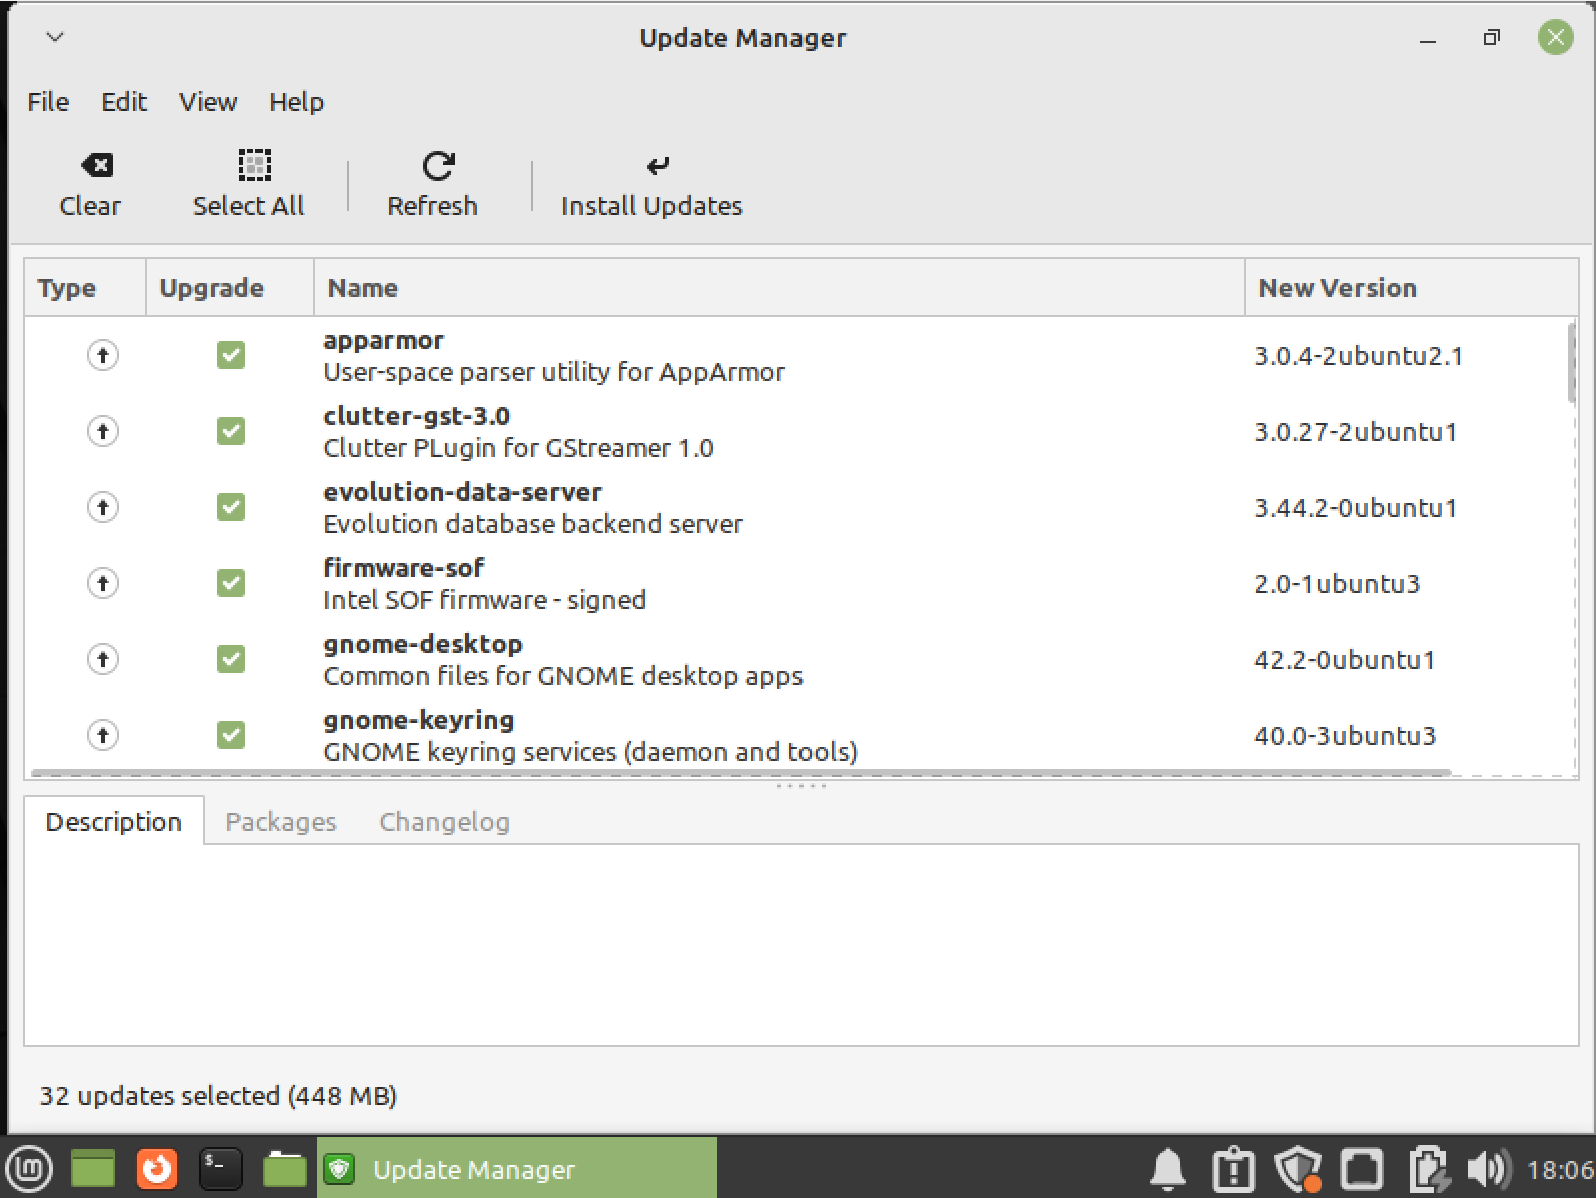 Update Manager
File Edit View Help
Clear Select All Refresh Install Updates
Type Upgrade Name New Version
apparmor
User-space parser utility for AppArmor
3.0.4-2ubuntu2.1
clutter-gst-3.0
Clutter PLugin for GStreamer 1.0
3.0.27-2ubuntu1
evolution-data-server
Evolution database backend server
3.44.2-0ubuntu1
firmware-sof
Intel SOF firmware - signed
2.0-1ubuntu3
gnome-desktop
Common files for GNOME desktop apps
42.2-0ubuntu1
gnome-keyring
GNOME keyring services (daemon and tools)
40.0-3ubuntu3
Description Packages Changelog
32 updates selected (448 MB)
Update Manager 18:06